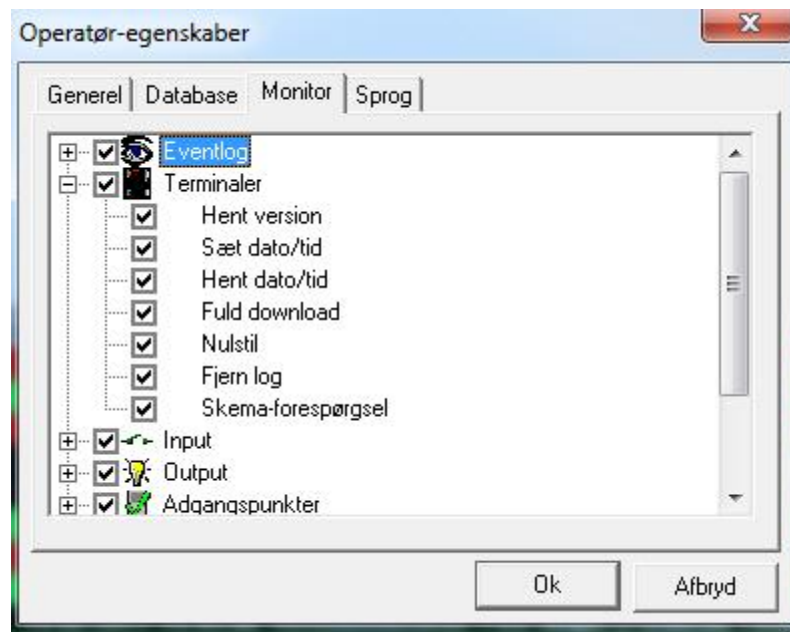 Operatør-egenskaber
Generel Database Monitor Sprog
Eventlog
Terminaler
Hent version
Sæt dato/tid
Hent dato/tid
Fuld download
Nulstil
Fjern log
Skema-forespørgsel
Input
Output
Adgangspunkter
Ok Afbryd